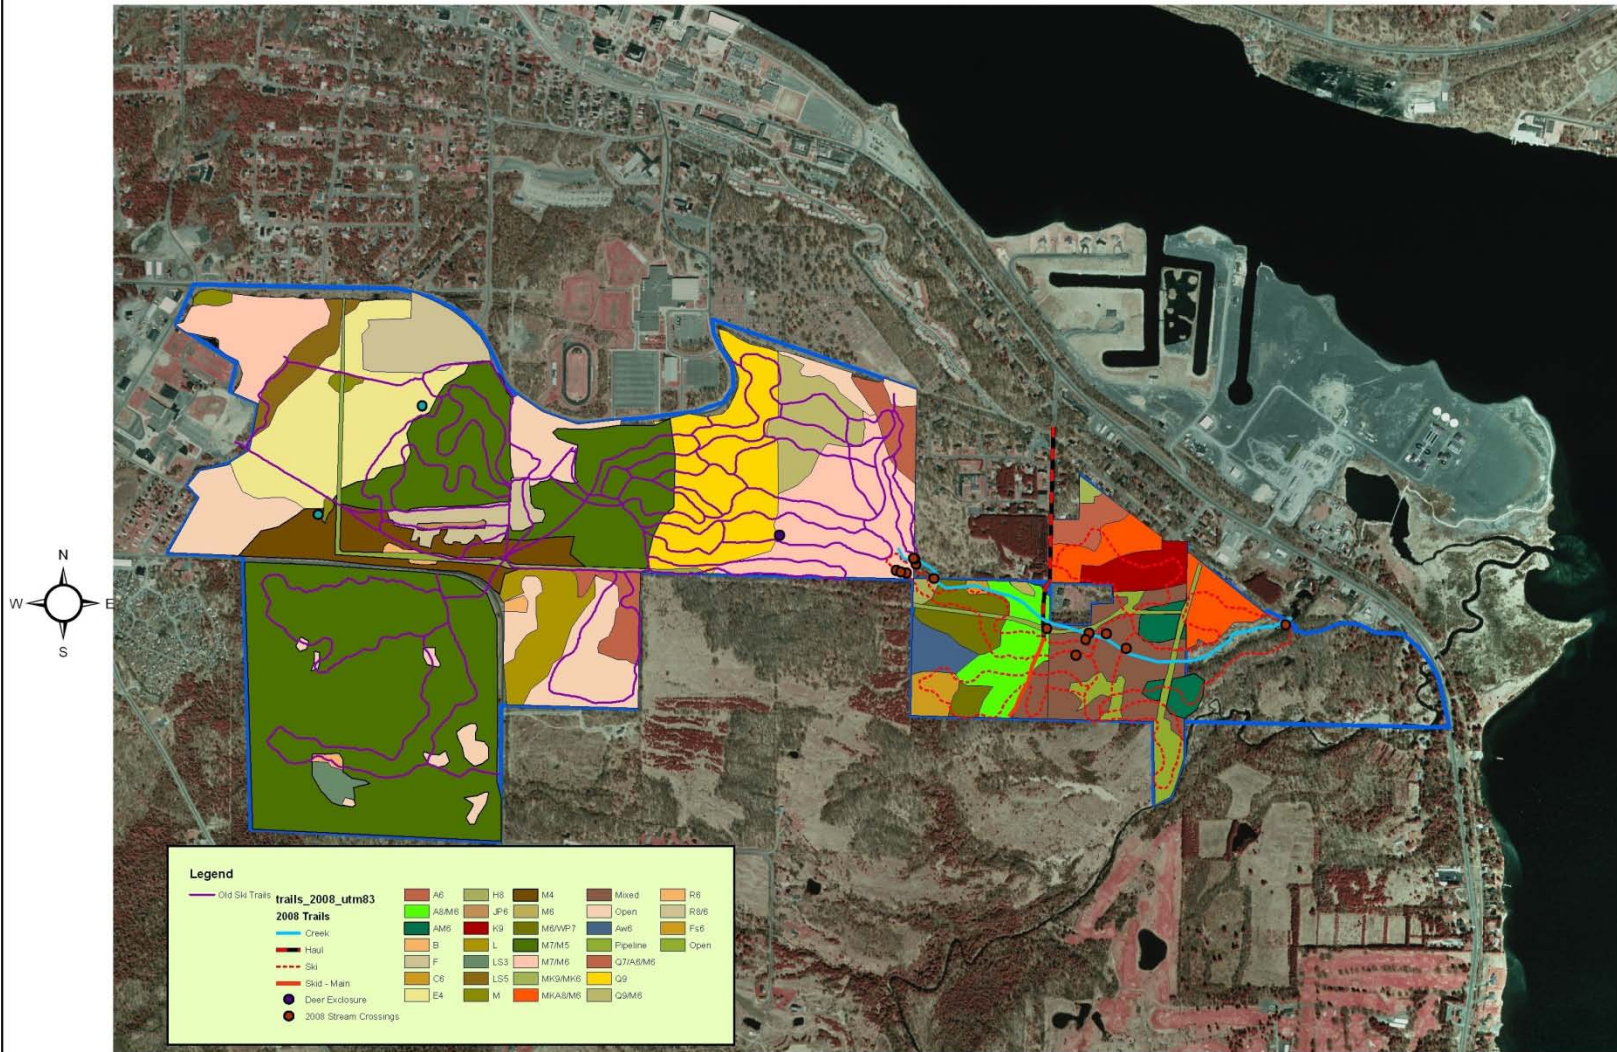 N
W E
S
Legend
Old Ski Trails
trails_2008_utm83
2008 Trails
Creek
Haul
Ski
Skid - Main
Deer Exclosure
2008 Stream Crossings
A6
A8/M6
AM6
B
F
C6
E4
H8
JP6
K9
L
LS3
LS5
M
M4
M6
M6/WP7
M7/M5
M7/M6
MK9/MK6
MKA8/M6
Mixed
Open
Aw6
Pipeline
Q7/A6/M6
Q9
Q9/M6
R6
R8/6
Fs6
Open